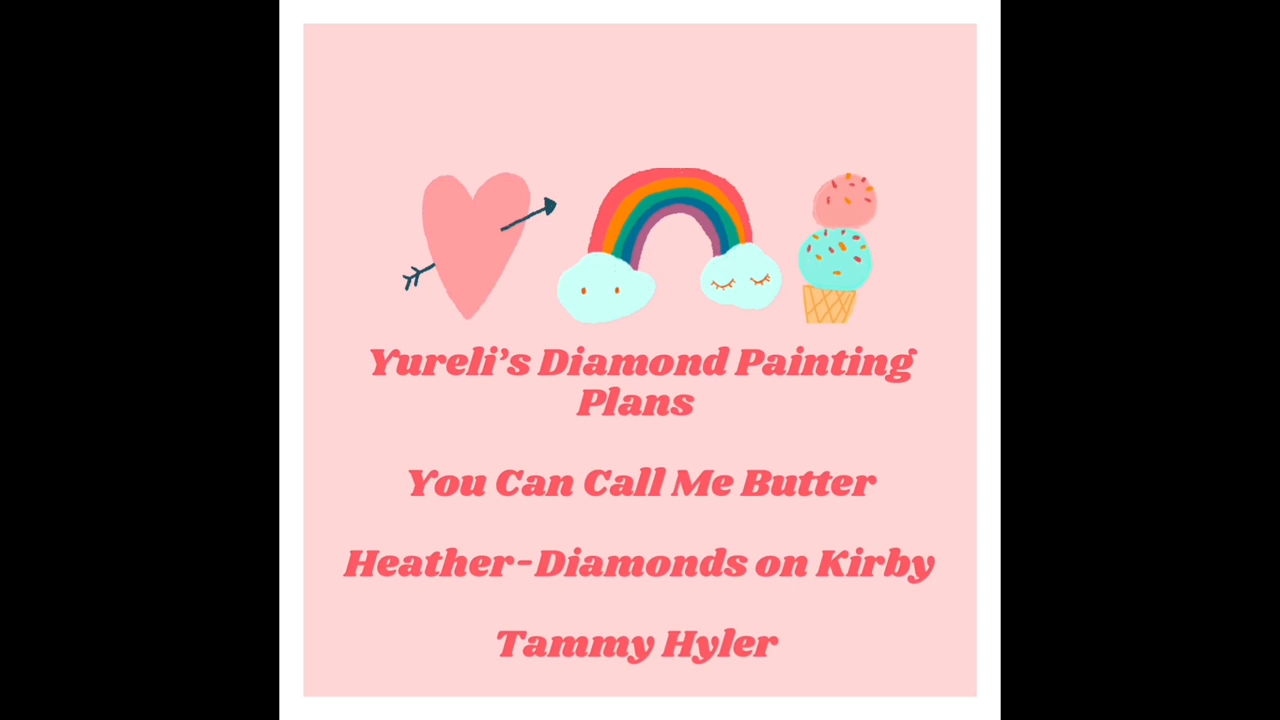 Yureli’s Diamond Painting
Plans
You Can Call Me Butter
Heather-Diamonds on Kirby
Tammy Hyler